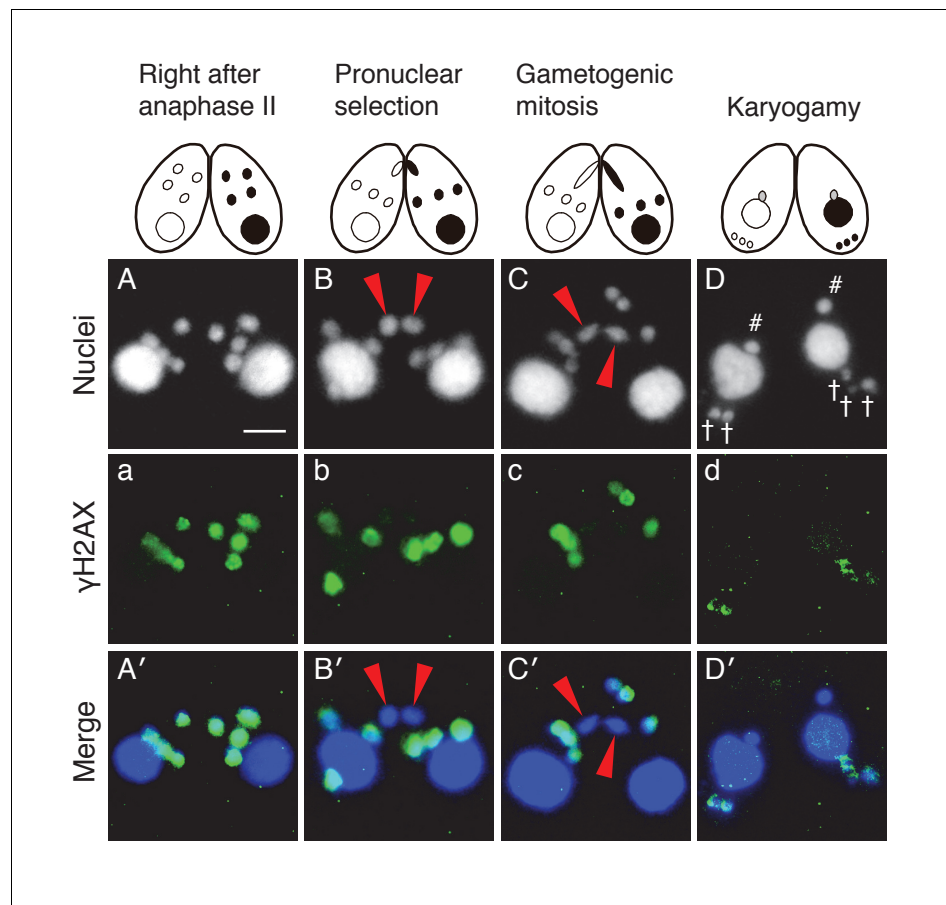 Right after
anaphase II
Pronuclear
selection
Gametogenic
mitosis
Karyogamy
Nuclei
A
B
C
D
#
#
† †
† † †
γH2AX
a
b
c
d
Merge
A′
B′
C′
D′